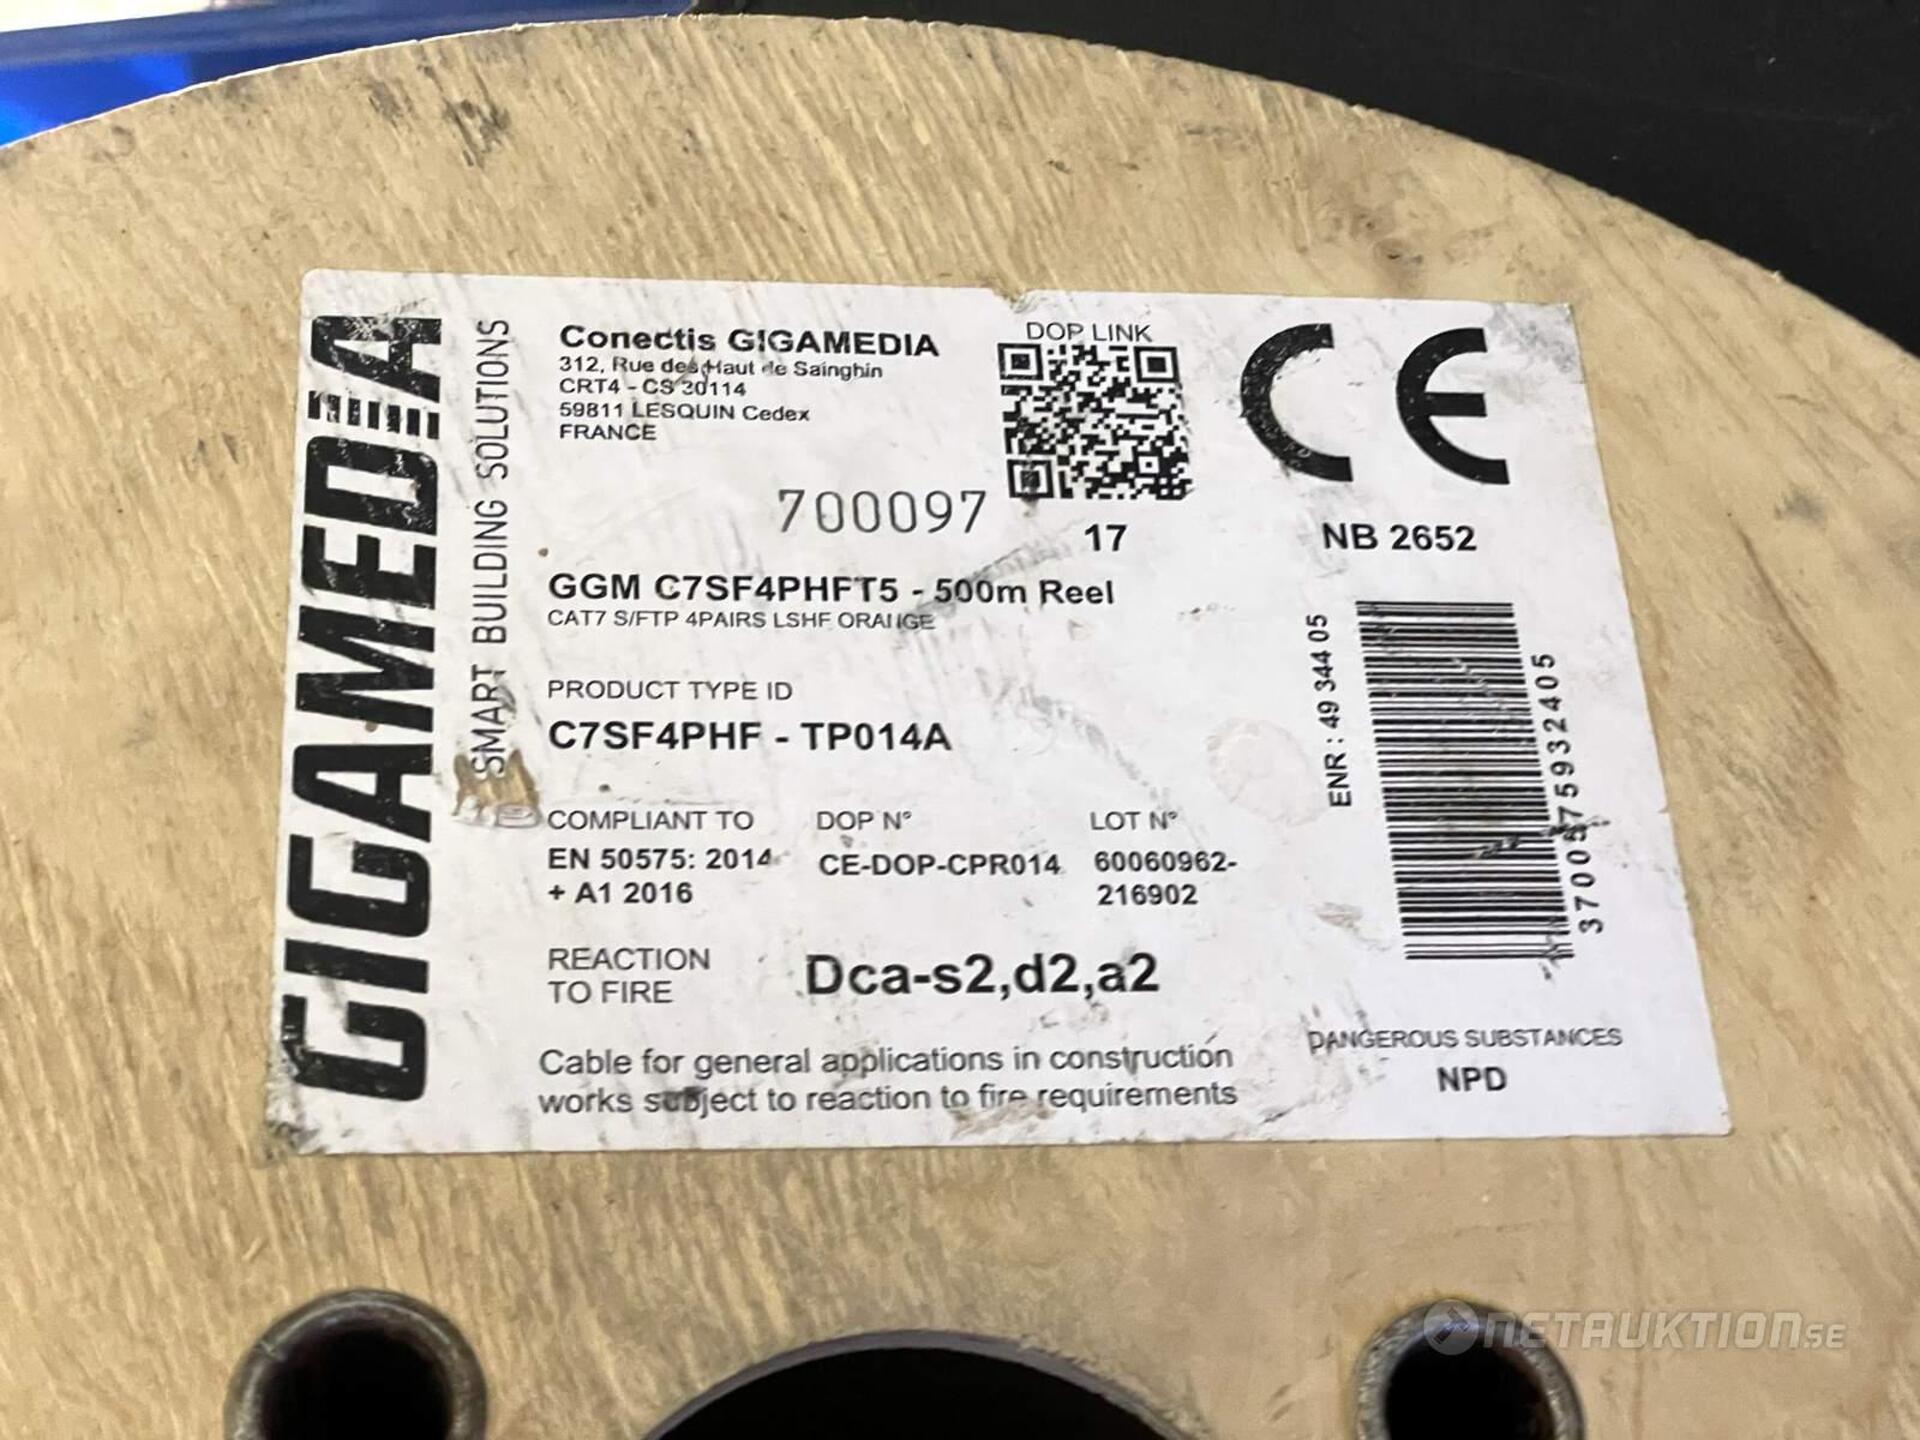 GIGAMEDIA
SMART BUILDING SOLUTIONS
Conectis GIGAMEDIA
312, Rue des Haut de Sainghin
CRT4 - CS 30114
59811 LESQUIN Cedex
FRANCE
700097
DOP LINK
17
CE
NB 2652
GGM C7SF4PHFT5 - 500m Reel
CAT7 S/FTP 4PAIRS LSHF ORANGE
PRODUCT TYPE ID
C7SF4PHF - TP014A
COMPLIANT TO
EN 50575: 2014
+ A1 2016
DOP N°
CE-DOP-CPR014
LOT N°
60060962-
216902
REACTION
TO FIRE
Dca-s2,d2,a2
Cable for general applications in construction
works subject to reaction to fire requirements
ENR : 49 344 05
3700575932405
DANGEROUS SUBSTANCES
NPD
NETAUKTION.SE